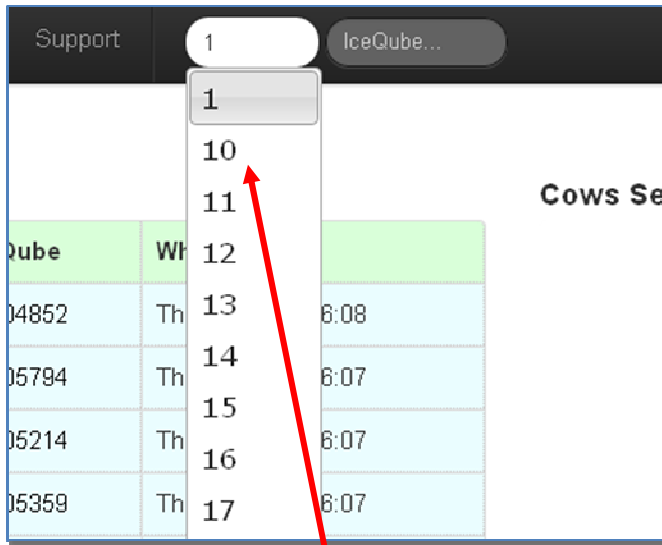 Support 1 IceQube...
1
10
11
Cows Se
Qube Wh 12
04852 Th 13 6:08
05794 Th 14 6:07
15
05214 Th 16 6:07
05359 Th 17 6:07